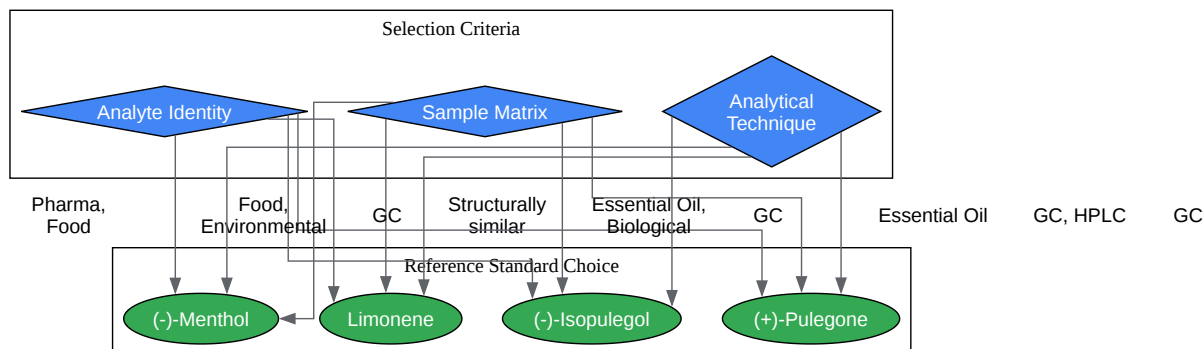 Selection Criteria
Analyte Identity
Sample Matrix
Analytical
Technique
Pharma,
Food
Food,
Environmental
GC
Structurally
similar
Essential Oil,
Biological
GC
Essential Oil
GC, HPLC
GC
Reference Standard Choice
(-)-Menthol
Limonene
(-)-Isopulegol
(+)-Pulegone